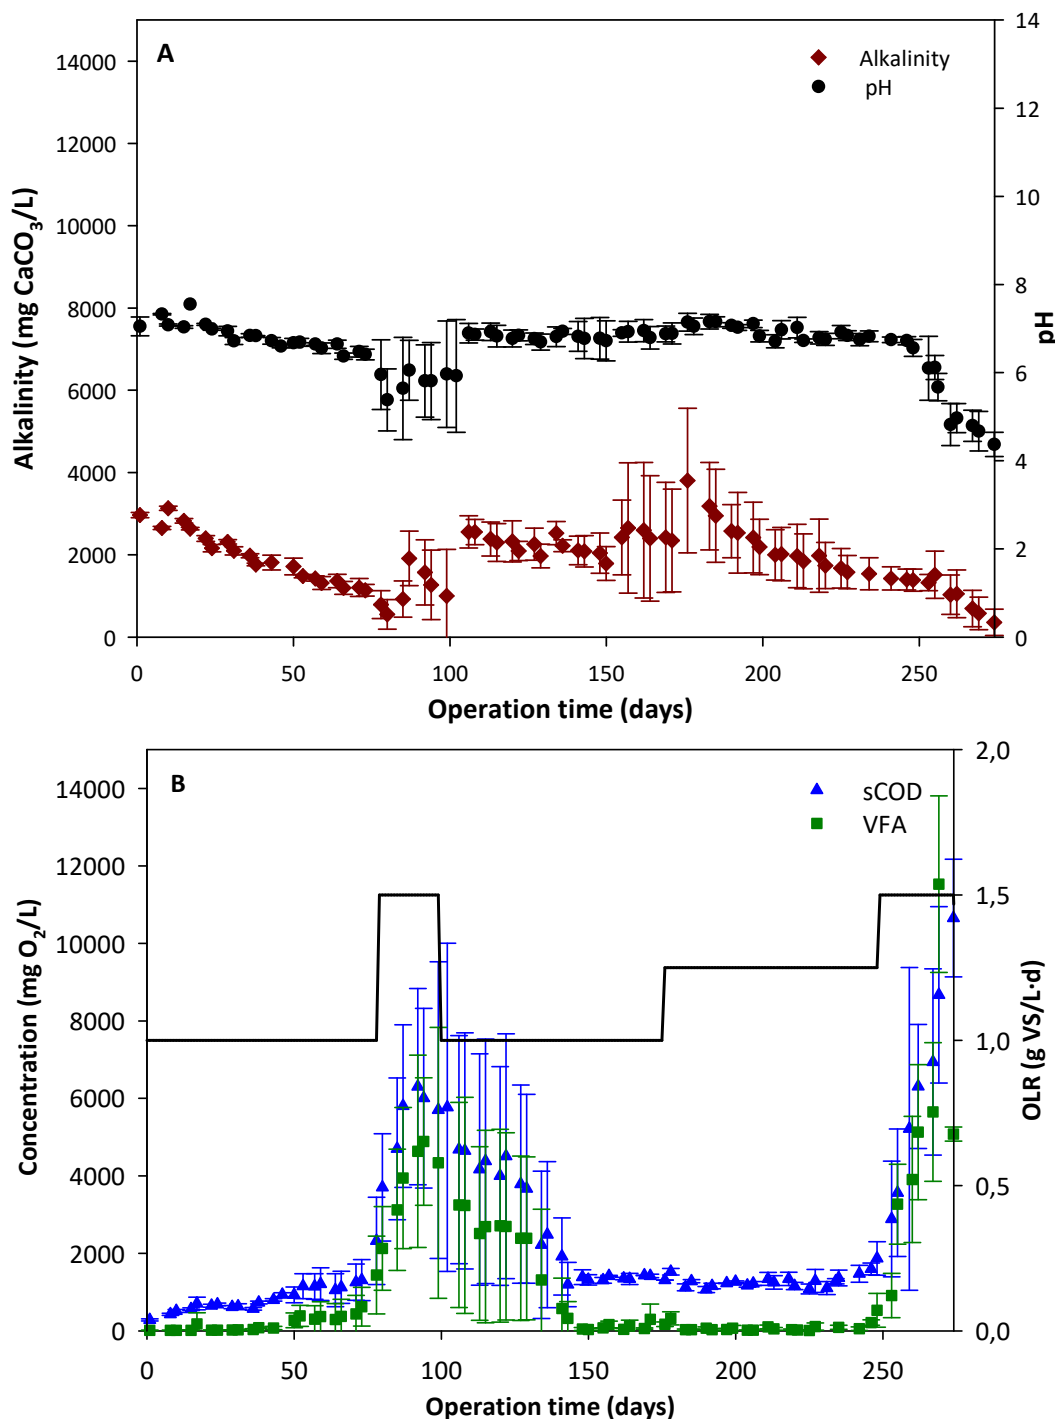 A
Alkalinity
pH
14000
12000
10000
8000
6000
4000
2000
0
Alkalinity (mg CaCO3/L)
14
12
10
8
6
4
2
0
pH
0 50 100 150 200 250
Operation time (days)
B
sCOD
VFA
14000
12000
10000
8000
6000
4000
2000
0
Concentration (mg O2/L)
2,0
1,5
1,0
0,5
0,0
OLR (g VS/L·d)
0 50 100 150 200 250
Operation time (days)